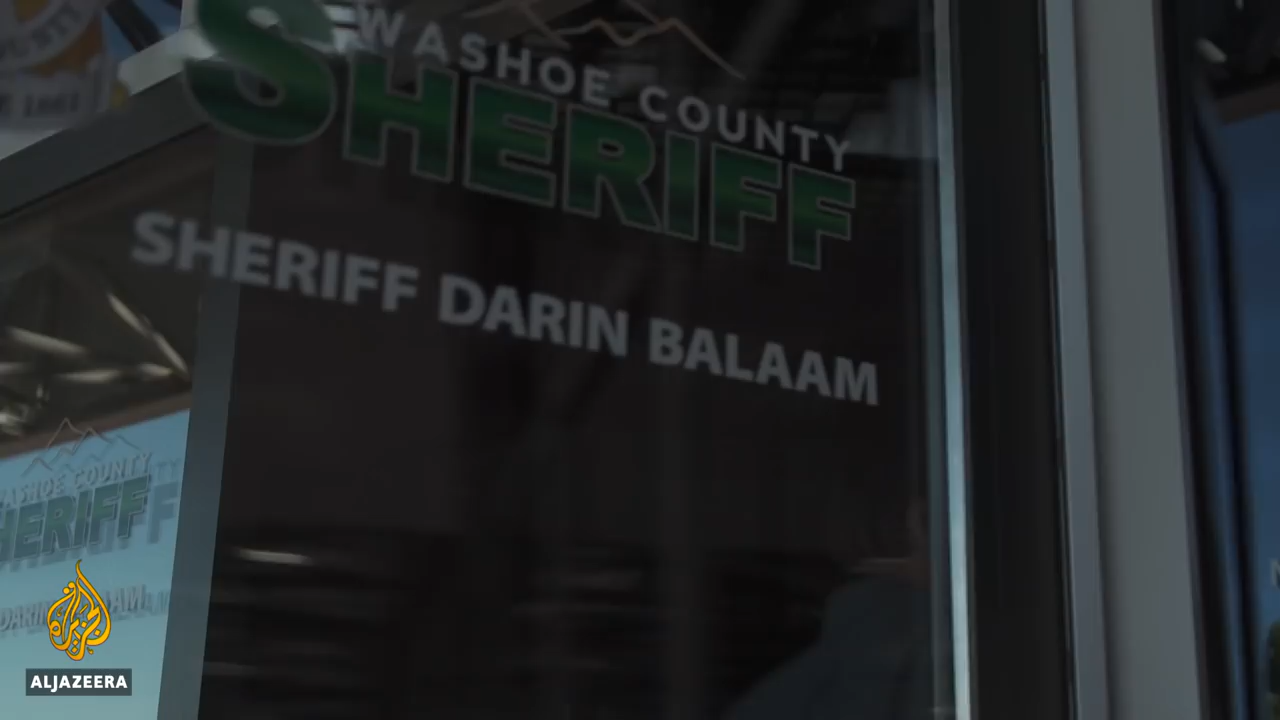 WASHOE COUNTY
SHERIFF
SHERIFF DARIN BALAAM
WASHOE COUNTY
SHERIFF
ALJAZEERA